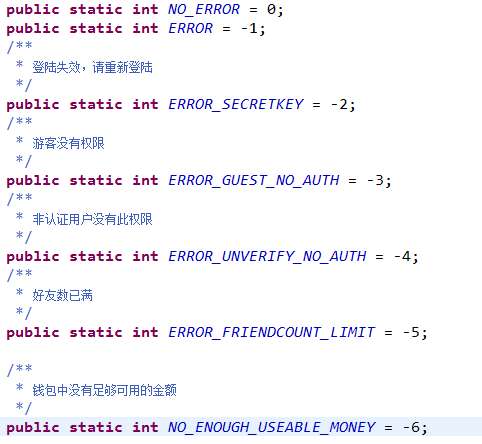 public static int NO_ERROR = 0;
public static int ERROR = -1;
/**
 * 登陆失效，请重新登陆
 */
public static int ERROR_SECRETKEY = -2;
/**
 * 游客没有权限
 */
public static int ERROR_GUEST_NO_AUTH = -3;
/**
 * 非认证用户没有此权限
 */
public static int ERROR_UNVERIFY_NO_AUTH = -4;
/**
 * 好友数已满
 */
public static int ERROR_FRIENDCOUNT_LIMIT = -5;

/**
 * 钱包中没有足够可用的金额
 */
public static int NO_ENOUGH_USEABLE_MONEY = -6;